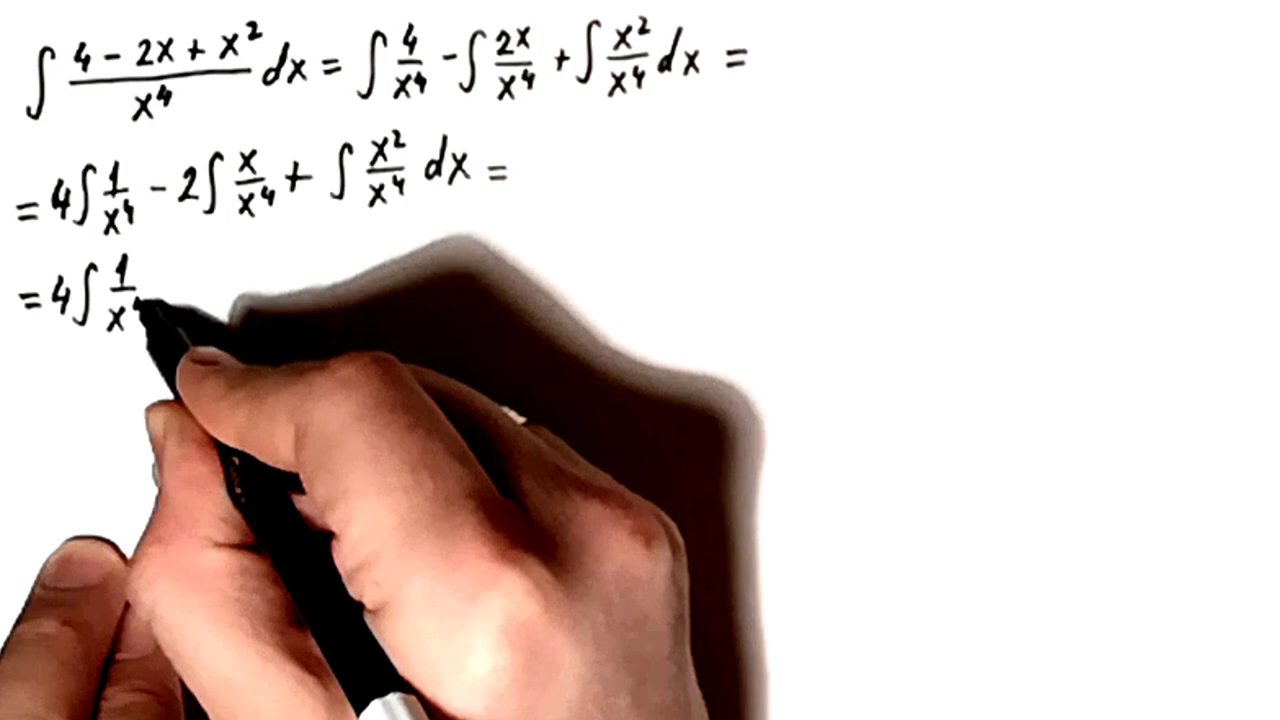 ∫ (4 - 2x + x²)/x⁴ dx = ∫ 4/x⁴ - ∫ 2x/x⁴ + ∫ x²/x⁴ dx =
= 4∫ 1/x⁴ - 2∫ x/x⁴ + ∫ x²/x⁴ dx =
= 4∫ 1/x⁴